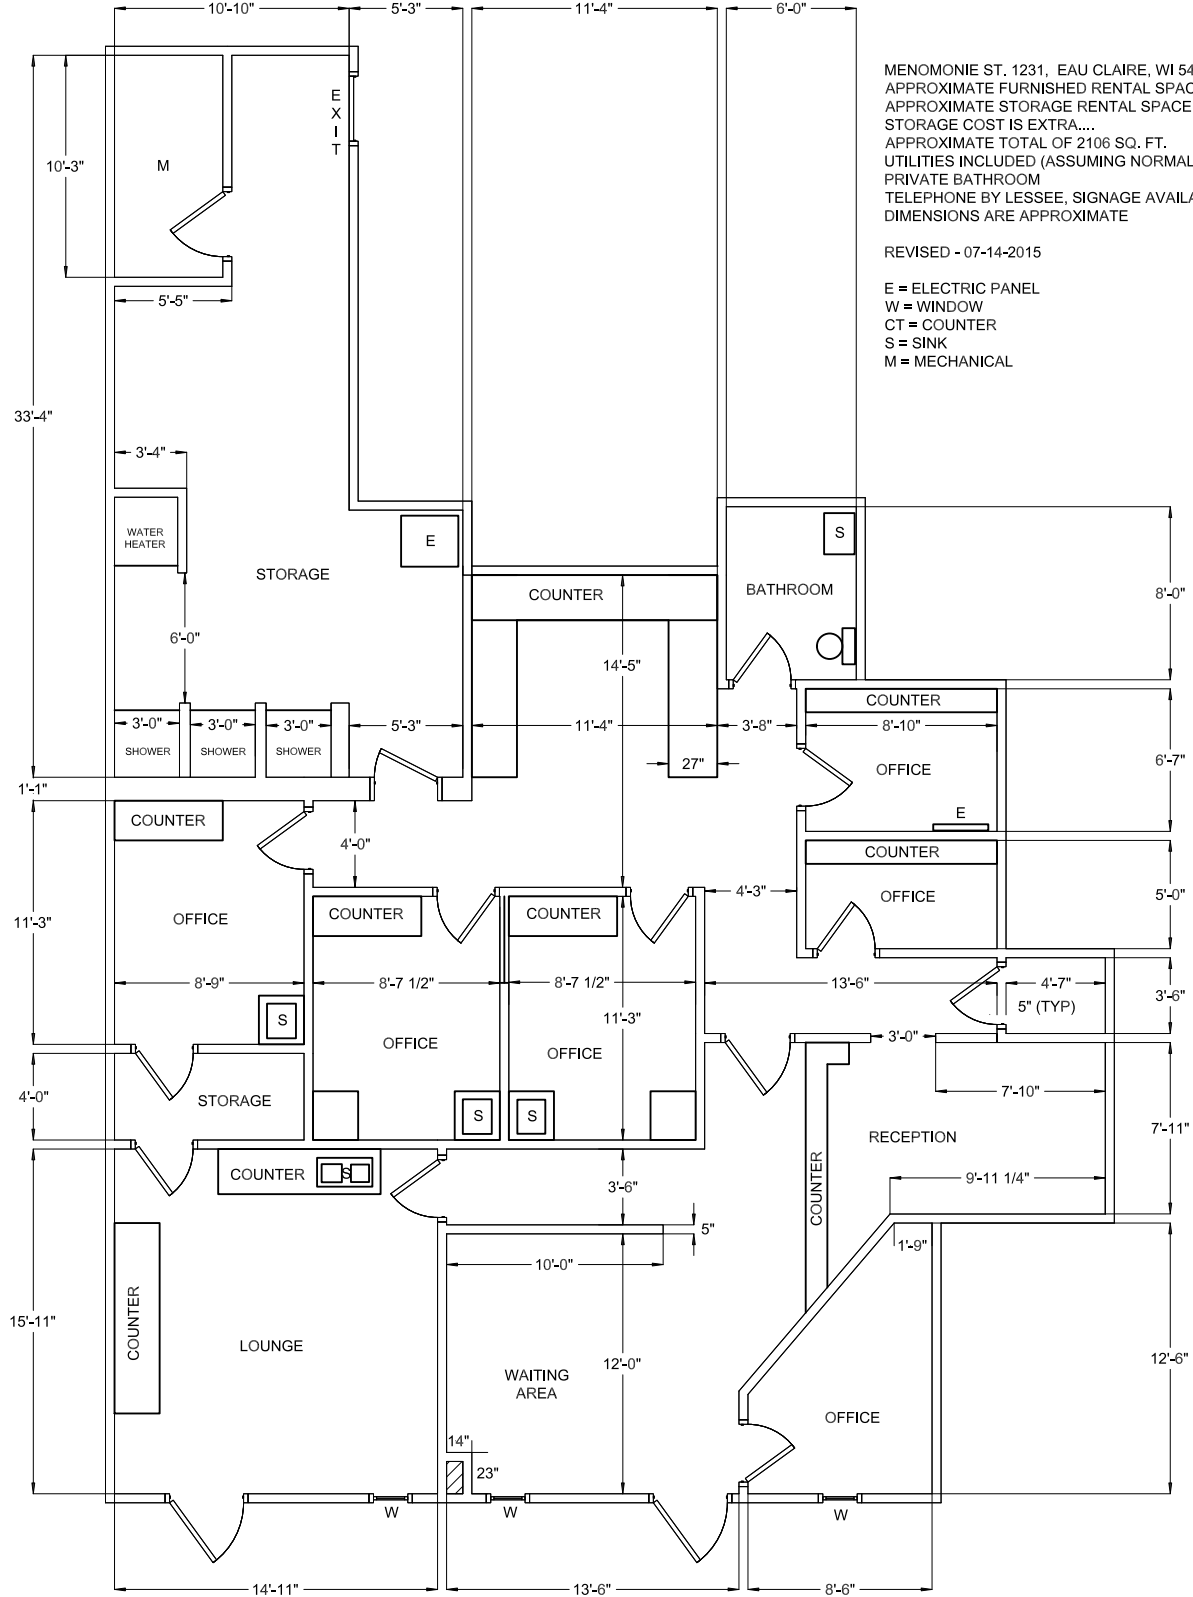 10'-10"
5'-3"
11'-4"
6'-0"
MENOMONIE ST. 1231, EAU CLAIRE, WI 54
APPROXIMATE FURNISHED RENTAL SPAC
APPROXIMATE STORAGE RENTAL SPACE
STORAGE COST IS EXTRA....
APPROXIMATE TOTAL OF 2106 SQ. FT.
UTILITIES INCLUDED (ASSUMING NORMAL
PRIVATE BATHROOM
TELEPHONE BY LESSEE, SIGNAGE AVAILA
DIMENSIONS ARE APPROXIMATE
REVISED - 07-14-2015
E = ELECTRIC PANEL
W = WINDOW
CT = COUNTER
S = SINK
M = MECHANICAL
EXIT
10'-3"
M
5'-5"
33'-4"
3'-4"
WATER
HEATER
E
S
STORAGE
COUNTER
BATHROOM
8'-0"
6'-0"
14'-5"
COUNTER
3'-0"
3'-0"
3'-0"
5'-3"
11'-4"
3'-8"
8'-10"
SHOWER
SHOWER
SHOWER
27"
OFFICE
6'-7"
1'-1"
COUNTER
E
4'-0"
COUNTER
OFFICE
5'-0"
4'-3"
OFFICE
COUNTER
COUNTER
11'-3"
8'-9"
8'-7 1/2"
8'-7 1/2"
13'-6"
4'-7"
3'-6"
5" (TYP)
S
11'-3"
3'-0"
OFFICE
OFFICE
4'-0"
STORAGE
7'-10"
S
S
RECEPTION
7'-11"
COUNTER
S
3'-6"
9'-11 1/4"
COUNTER
5"
1'-9"
10'-0"
15'-11"
COUNTER
LOUNGE
12'-0"
12'-6"
WAITING
AREA
OFFICE
14"
23"
W
W
W
14'-11"
13'-6"
8'-6"